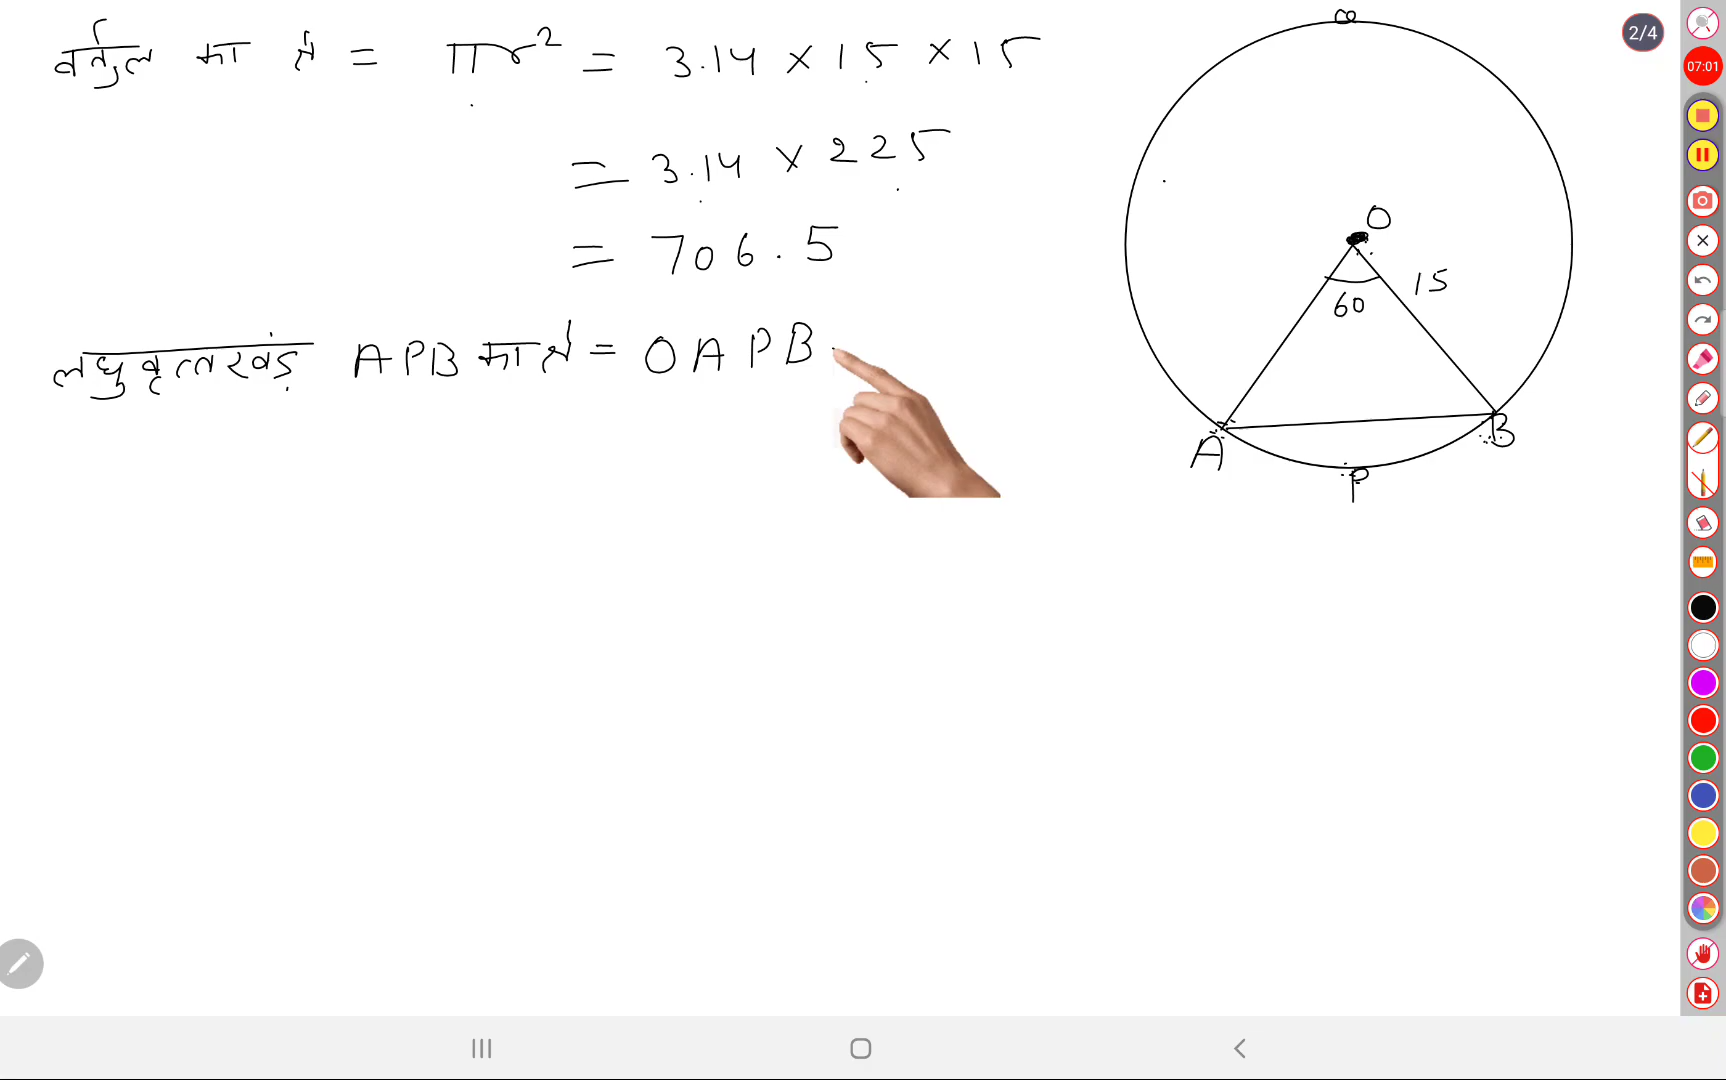 वर्तुल का क्षे = πr² = 3.14 × 15 × 15
= 3.14 × 225
= 706.5
लघुवृत्तखंड APB का क्षे = OAPB
O
15
60
A
B
P
2/4
07:01